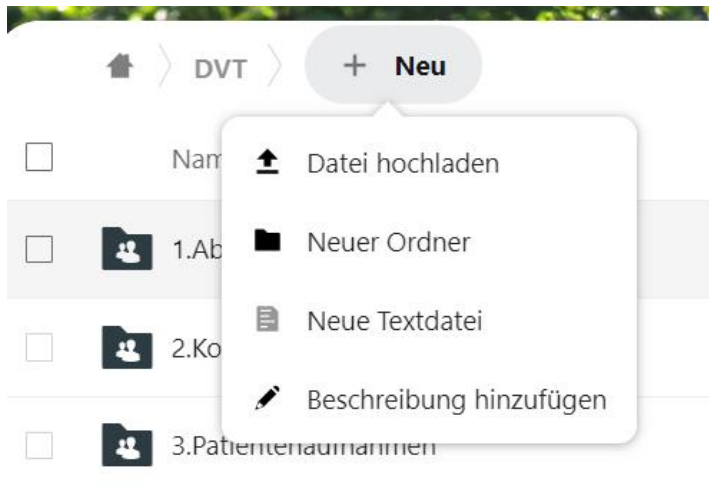 DVT + Neu
Nam
Datei hochladen
1.Ab
Neuer Ordner
Neue Textdatei
2.Ko
Beschreibung hinzufügen
3.Patientenaufnahmen